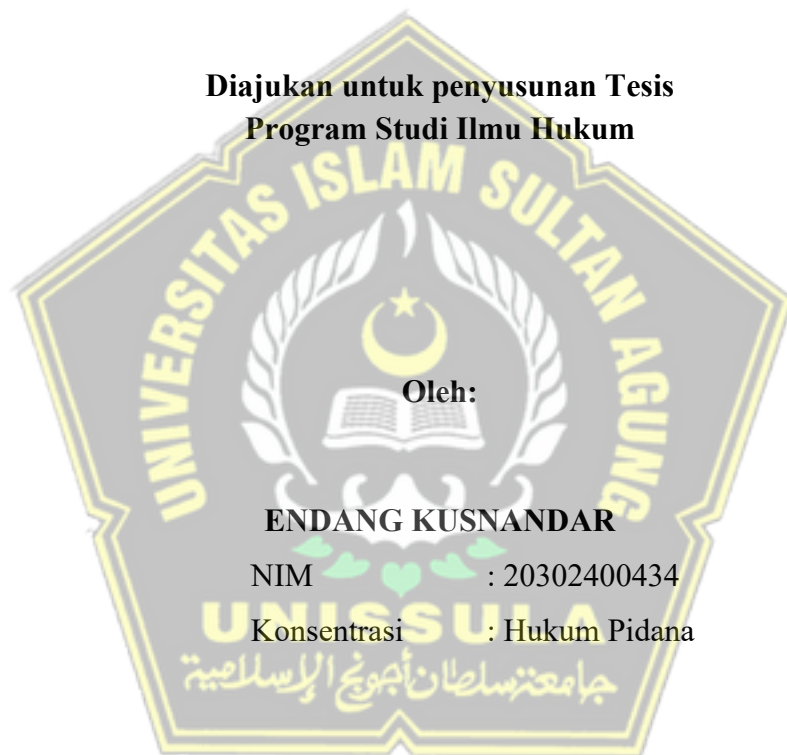 Diajukan untuk penyusunan Tesis
Program Studi Ilmu Hukum
UNIVERSITAS ISLAM SULTAN AGUNG
Oleh:
ENDANG KUSNANDAR
NIM : 20302400434
Konsentrasi : Hukum Pidana
UNISSULA
جامعة سلطان أجونج الإسلامية